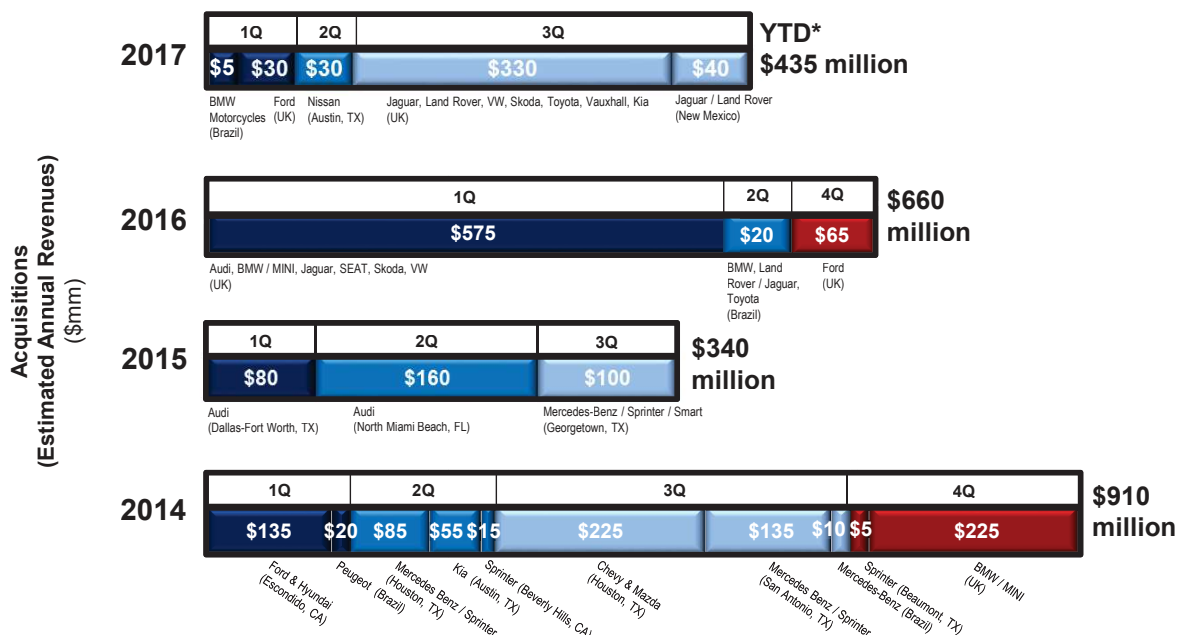 Acquisitions
(Estimated Annual Revenues)
($mm)
2017
1Q 2Q 3Q
$5 $30 $30 $330 $40
YTD*
$435 million
BMW
Motorcycles
(Brazil)
Ford
(UK)
Nissan
(Austin, TX)
Jaguar, Land Rover, VW, Skoda, Toyota, Vauxhall, Kia
(UK)
Jaguar / Land Rover
(New Mexico)
2016
1Q 2Q 4Q
$575 $20 $65
$660
million
Audi, BMW / MINI, Jaguar, SEAT, Skoda, VW
(UK)
BMW, Land
Rover / Jaguar,
Toyota
(Brazil)
Ford
(UK)
2015
1Q 2Q 3Q
$80 $160 $100
$340
million
Audi
(Dallas-Fort Worth, TX)
Audi
(North Miami Beach, FL)
Mercedes-Benz / Sprinter / Smart
(Georgetown, TX)
2014
1Q 2Q 3Q 4Q
$135 $20 $85 $55 $15 $225 $135 $10 $5 $225
$910
million
Ford & Hyundai
(Escondido, CA)
Peugeot (Brazil)
Mercedes Benz / Sprinter
(Houston, TX)
Kia (Austin, TX)
Sprinter (Beverly Hills, CA)
Chevy & Mazda
(Houston, TX)
Mercedes Benz / Sprinter
(San Antonio, TX)
Mercedes-Benz (Brazil)
Sprinter (Beaumont, TX)
BMW / MINI
(UK)